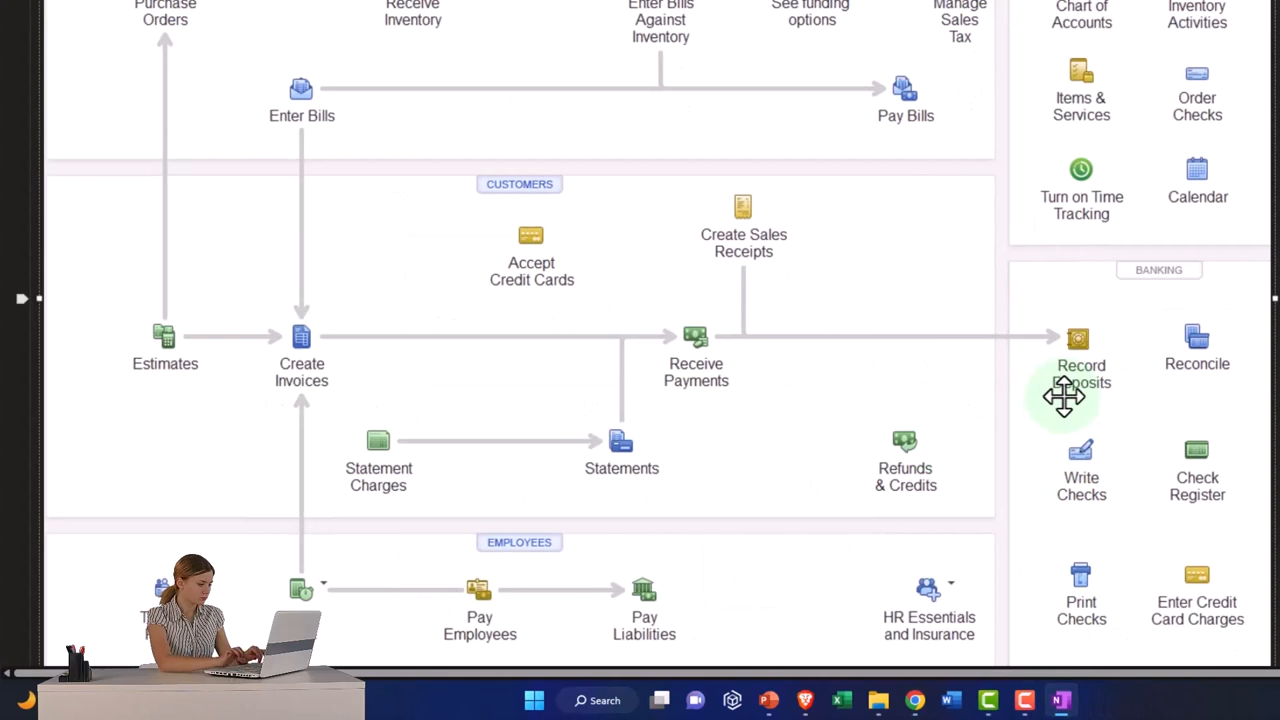 Purchase
Orders
Receive
Inventory
Enter Bills
Against
Inventory
See funding
options
Manage
Sales
Tax
Chart of
Accounts
Inventory
Activities
Enter Bills
Pay Bills
Items &
Services
Order
Checks
Turn on Time
Tracking
Calendar
CUSTOMERS
Accept
Credit Cards
Create Sales
Receipts
Estimates
Create
Invoices
Receive
Payments
Statement
Charges
Statements
Refunds
& Credits
BANKING
Record
Deposits
Reconcile
Write
Checks
Check
Register
Print
Checks
Enter Credit
Card Charges
EMPLOYEES
Pay
Employees
Pay
Liabilities
HR Essentials
and Insurance
Search